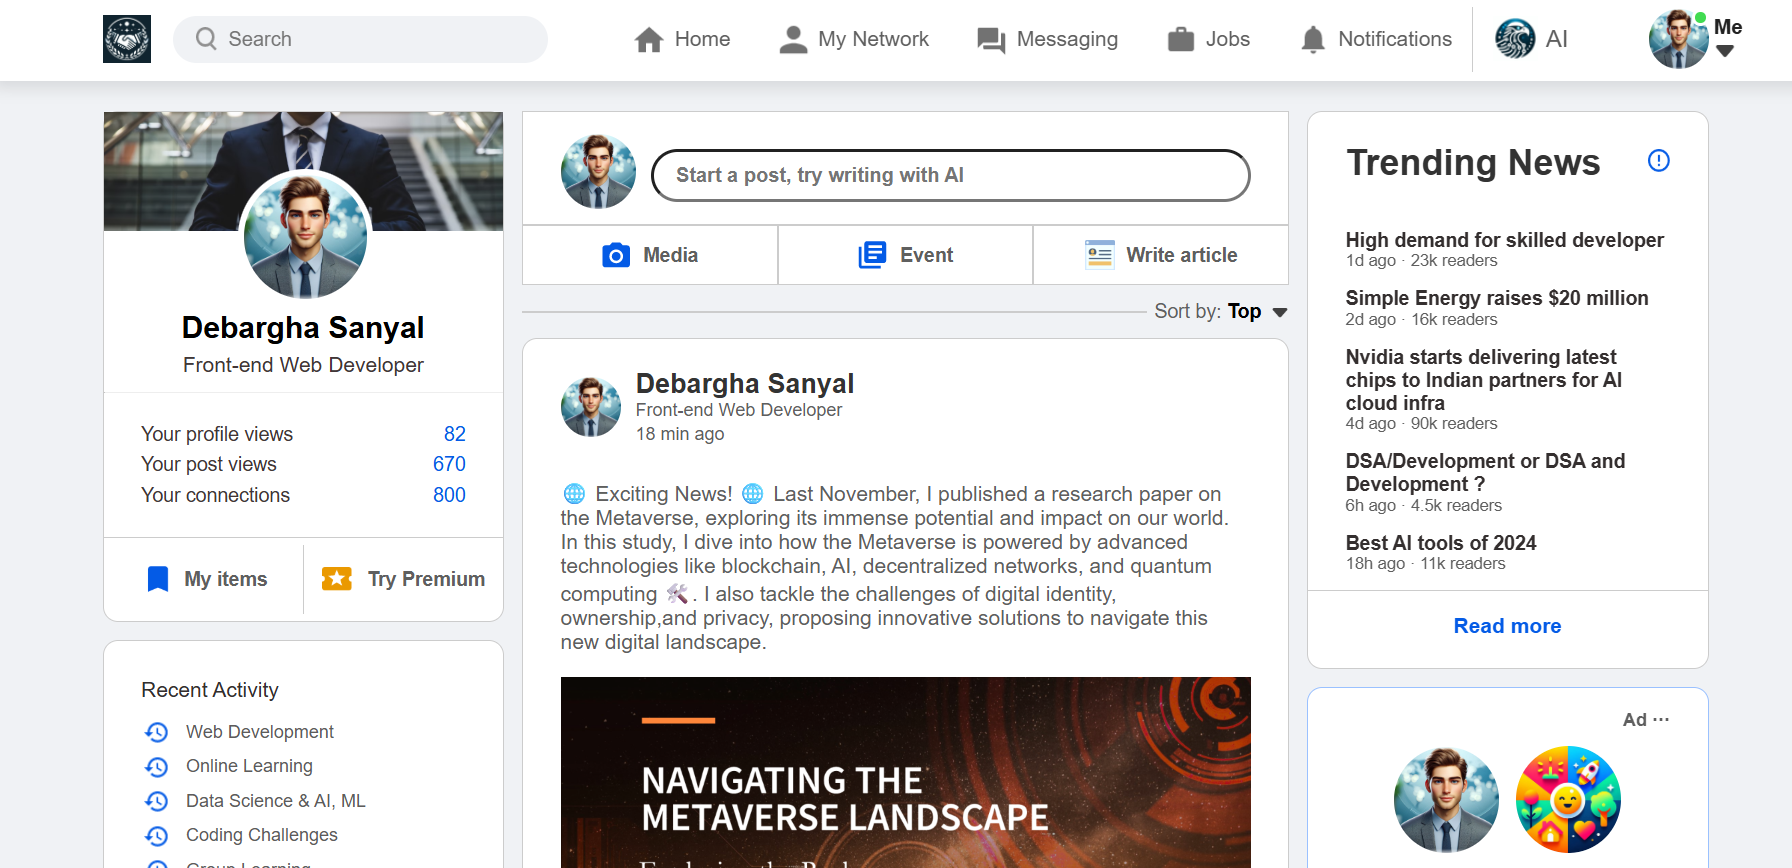 Search
Home
My Network
Messaging
Jobs
Notifications
AI
Me
Debargha Sanyal
Front-end Web Developer
Your profile views 82
Your post views 670
Your connections 800
My items
Try Premium
Recent Activity
Web Development
Online Learning
Data Science & AI, ML
Coding Challenges
Start a post, try writing with AI
Media
Event
Write article
Sort by: Top
Debargha Sanyal
Front-end Web Developer
18 min ago
🌐 Exciting News! 🌐 Last November, I published a research paper on
the Metaverse, exploring its immense potential and impact on our world.
In this study, I dive into how the Metaverse is powered by advanced
technologies like blockchain, AI, decentralized networks, and quantum
computing 🛠️. I also tackle the challenges of digital identity,
ownership,and privacy, proposing innovative solutions to navigate this
new digital landscape.
NAVIGATING THE
METAVERSE LANDSCAPE
Trending News
High demand for skilled developer
1d ago · 23k readers
Simple Energy raises $20 million
2d ago · 16k readers
Nvidia starts delivering latest
chips to Indian partners for AI
cloud infra
4d ago · 90k readers
DSA/Development or DSA and
Development ?
6h ago · 4.5k readers
Best AI tools of 2024
18h ago · 11k readers
Read more
Ad ···